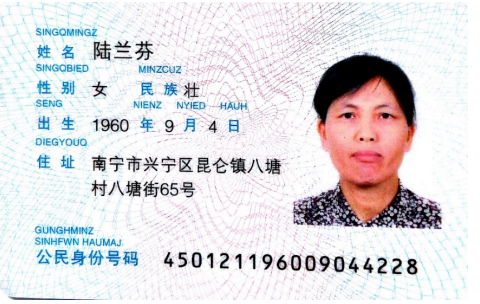 SINGQMINGZ
姓名 陆兰芬
SINGOBIED MINZCUZ
性别 女 民族 壮
SENG NIENZ NYIED HAUH
出生 1960 年 9 月 4 日
DIEGYOUQ
住址 南宁市兴宁区昆仑镇八塘
村八塘街65号
GUNGHMINZ
SINHFWN HAUMAJ
公民身份号码 450121196009044228